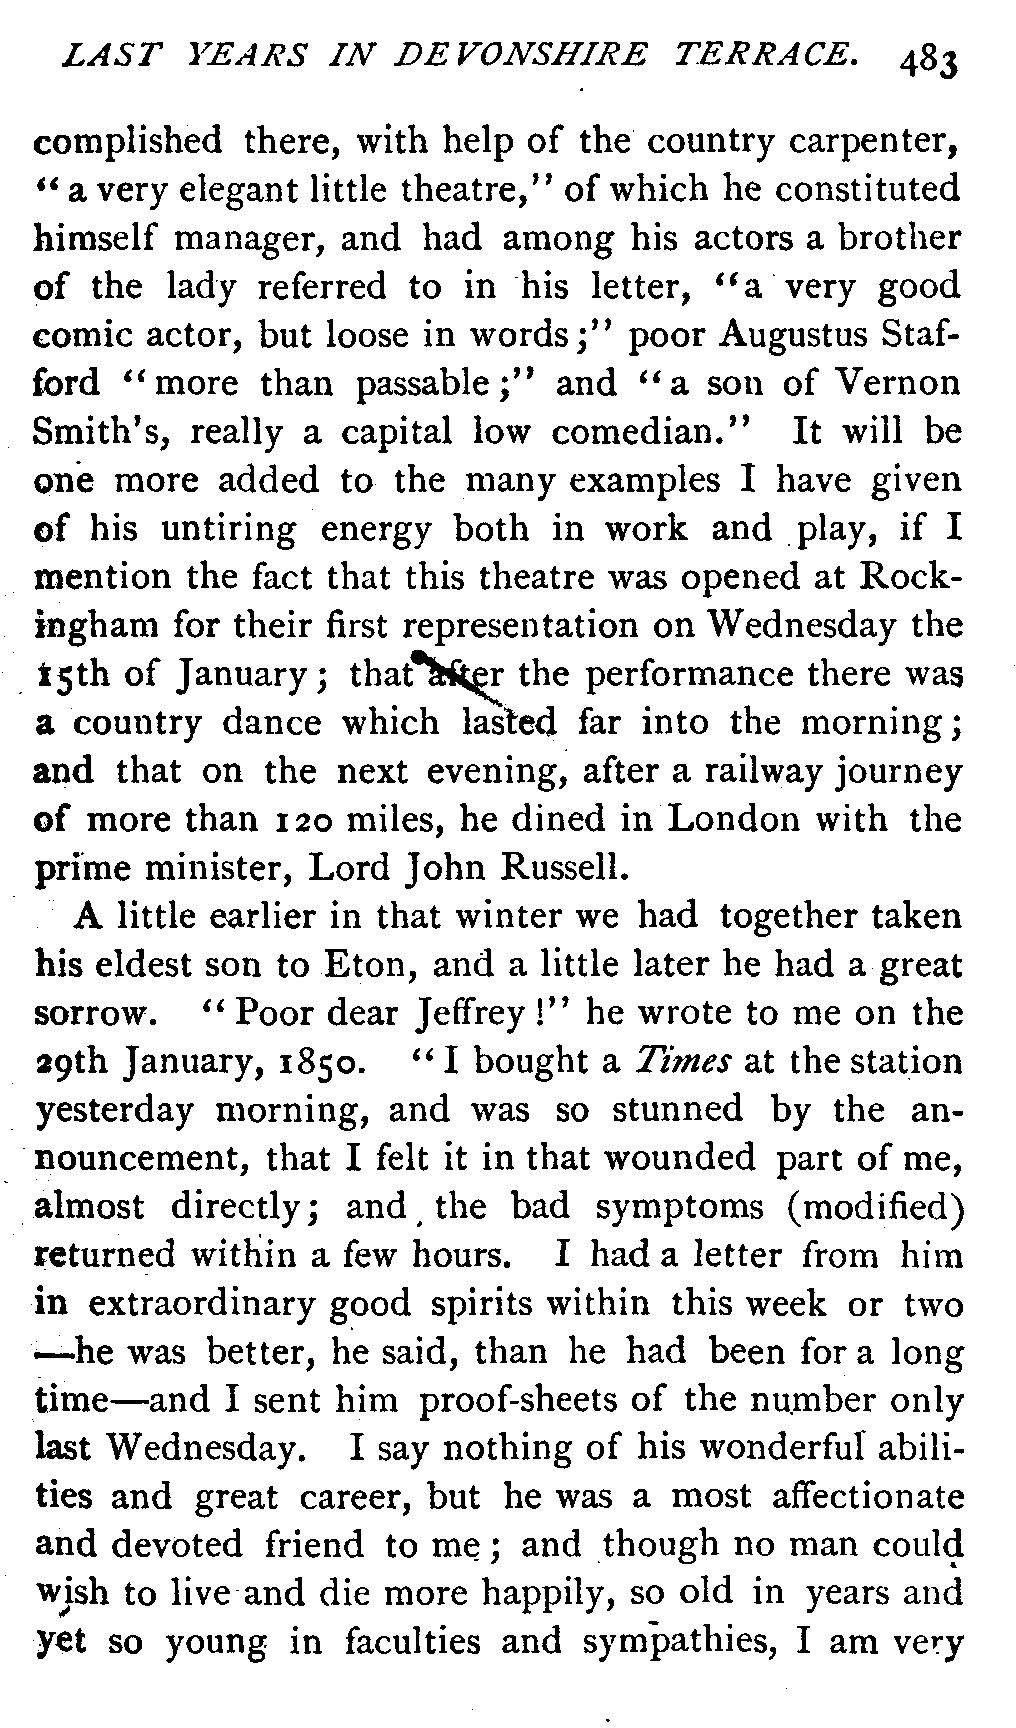 LAST YEARS IN DEVONSHIRE TERRACE. 483
complished there, with help of the country carpenter,
“a very elegant little theatre,” of which he constituted
himself manager, and had among his actors a brother
of the lady referred to in his letter, “a very good
comic actor, but loose in words;” poor Augustus Staf-
ford “more than passable;” and “a son of Vernon
Smith's, really a capital low comedian.” It will be
one more added to the many examples I have given
of his untiring energy both in work and play, if I
mention the fact that this theatre was opened at Rock-
ingham for their first representation on Wednesday the
15th of January; that after the performance there was
a country dance which lasted far into the morning;
and that on the next evening, after a railway journey
of more than 120 miles, he dined in London with the
prime minister, Lord John Russell.
A little earlier in that winter we had together taken
his eldest son to Eton, and a little later he had a great
sorrow. “Poor dear Jeffrey!” he wrote to me on the
29th January, 1850. “I bought a Times at the station
yesterday morning, and was so stunned by the an-
nouncement, that I felt it in that wounded part of me,
almost directly; and the bad symptoms (modified)
returned within a few hours. I had a letter from him
in extraordinary good spirits within this week or two
—he was better, he said, than he had been for a long
time—and I sent him proof-sheets of the number only
last Wednesday. I say nothing of his wonderful abili-
ties and great career, but he was a most affectionate
and devoted friend to me; and though no man could
wish to live and die more happily, so old in years and
yet so young in faculties and sympathies, I am very